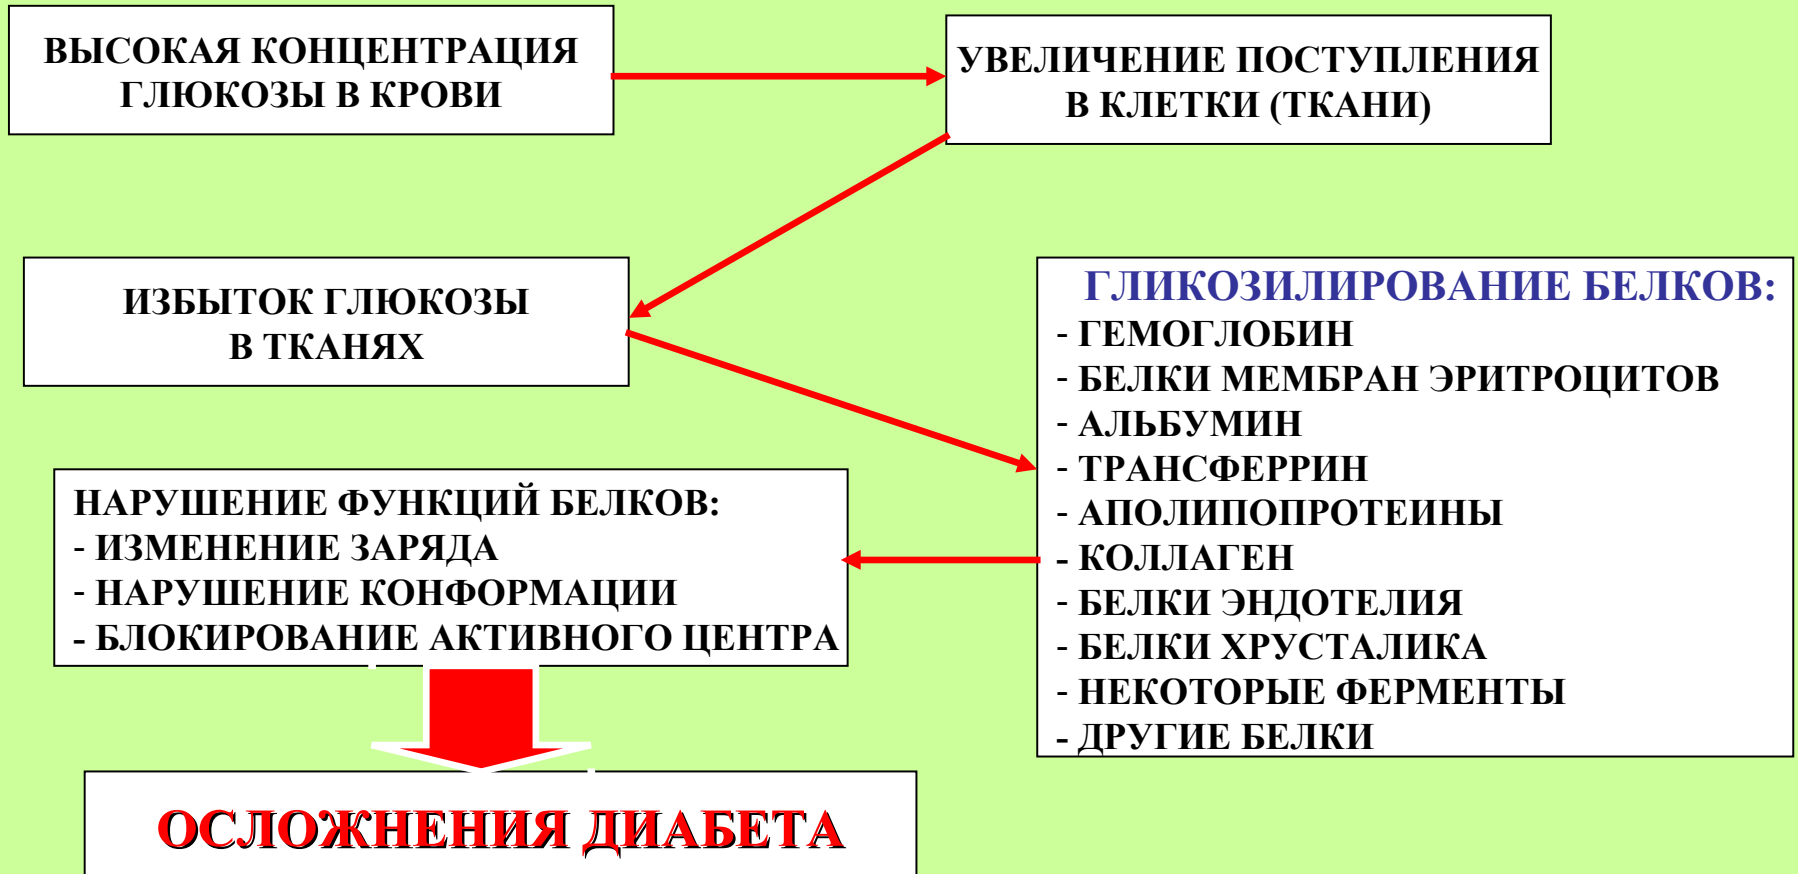 ВЫСОКАЯ КОНЦЕНТРАЦИЯ
ГЛЮКОЗЫ В КРОВИ
УВЕЛИЧЕНИЕ ПОСТУПЛЕНИЯ
В КЛЕТКИ (ТКАНИ)
ИЗБЫТОК ГЛЮКОЗЫ
В ТКАНЯХ
ГЛИКОЗИЛИРОВАНИЕ БЕЛКОВ:
- ГЕМОГЛОБИН
- БЕЛКИ МЕМБРАН ЭРИТРОЦИТОВ
- АЛЬБУМИН
- ТРАНСФЕРРИН
- АПОЛИПОПРОТЕИНЫ
- КОЛЛАГЕН
- БЕЛКИ ЭНДОТЕЛИЯ
- БЕЛКИ ХРУСТАЛИКА
- НЕКОТОРЫЕ ФЕРМЕНТЫ
- ДРУГИЕ БЕЛКИ
НАРУШЕНИЕ ФУНКЦИЙ БЕЛКОВ:
- ИЗМЕНЕНИЕ ЗАРЯДА
- НАРУШЕНИЕ КОНФОРМАЦИИ
- БЛОКИРОВАНИЕ АКТИВНОГО ЦЕНТРА
ОСЛОЖНЕНИЯ ДИАБЕТА